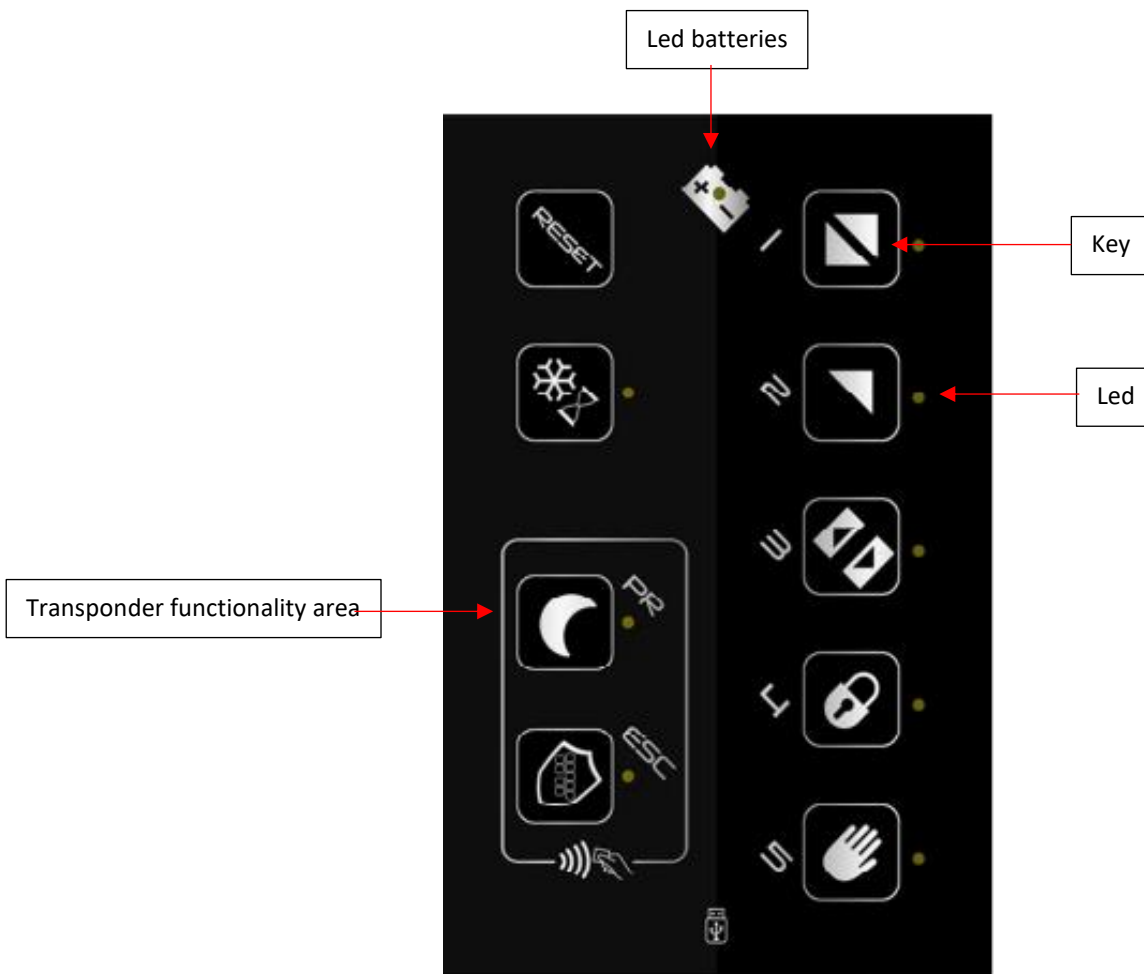 Led batteries
RESET
1
Key
2
Led
3
PR
Transponder functionality area
4
ESC
5